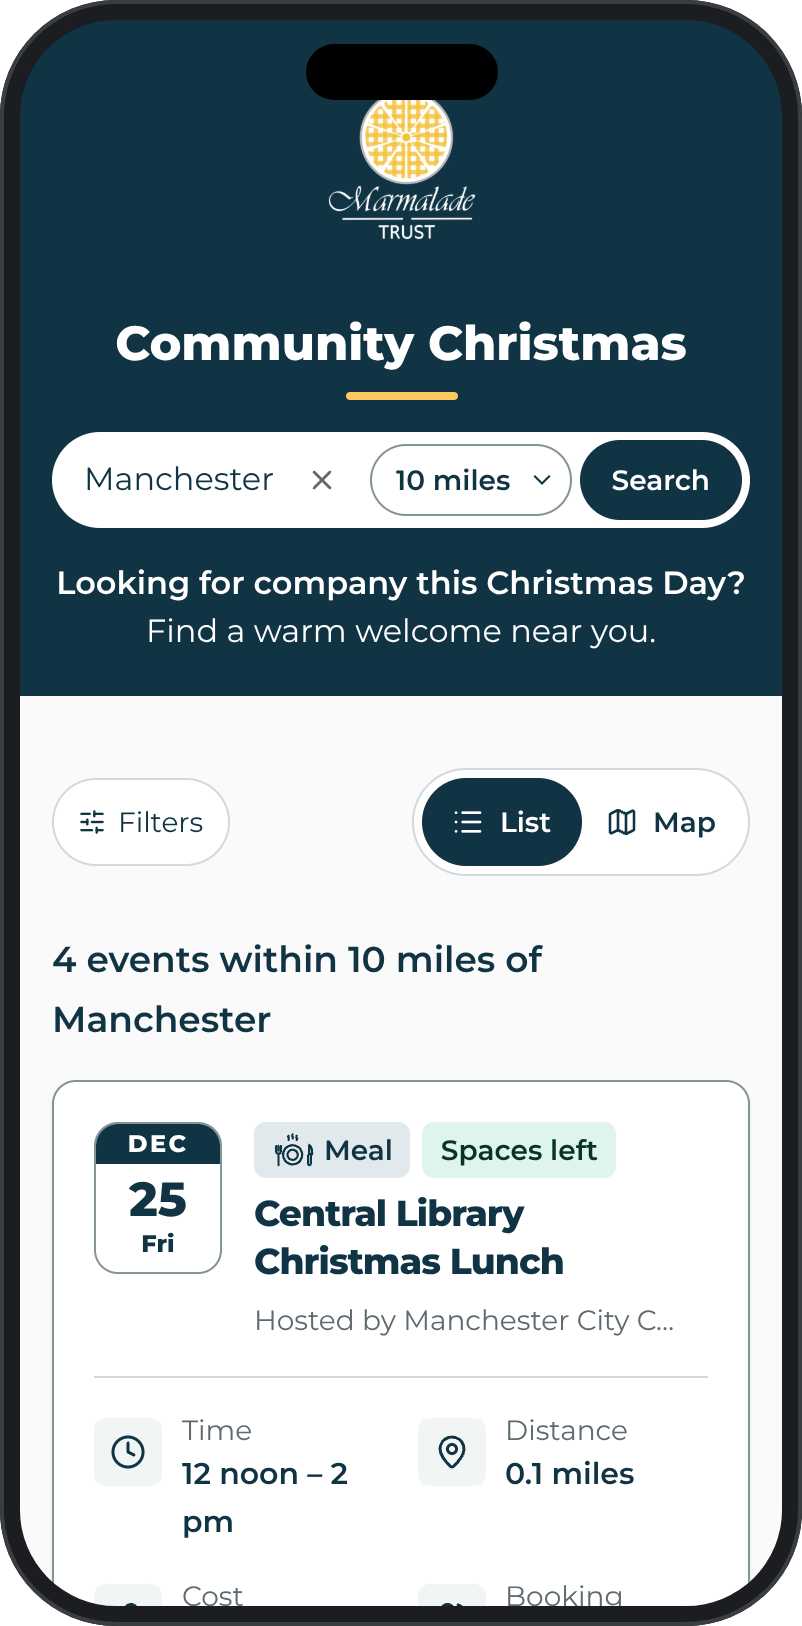 Marmalade
TRUST
Community Christmas
Manchester
10 miles
Search
Looking for company this Christmas Day?
Find a warm welcome near you.
Filters
List
Map
4 events within 10 miles of
Manchester
DEC
25
Fri
Meal
Spaces left
Central Library
Christmas Lunch
Hosted by Manchester City C...
Time
12 noon – 2
pm
Distance
0.1 miles
Cost
Booking